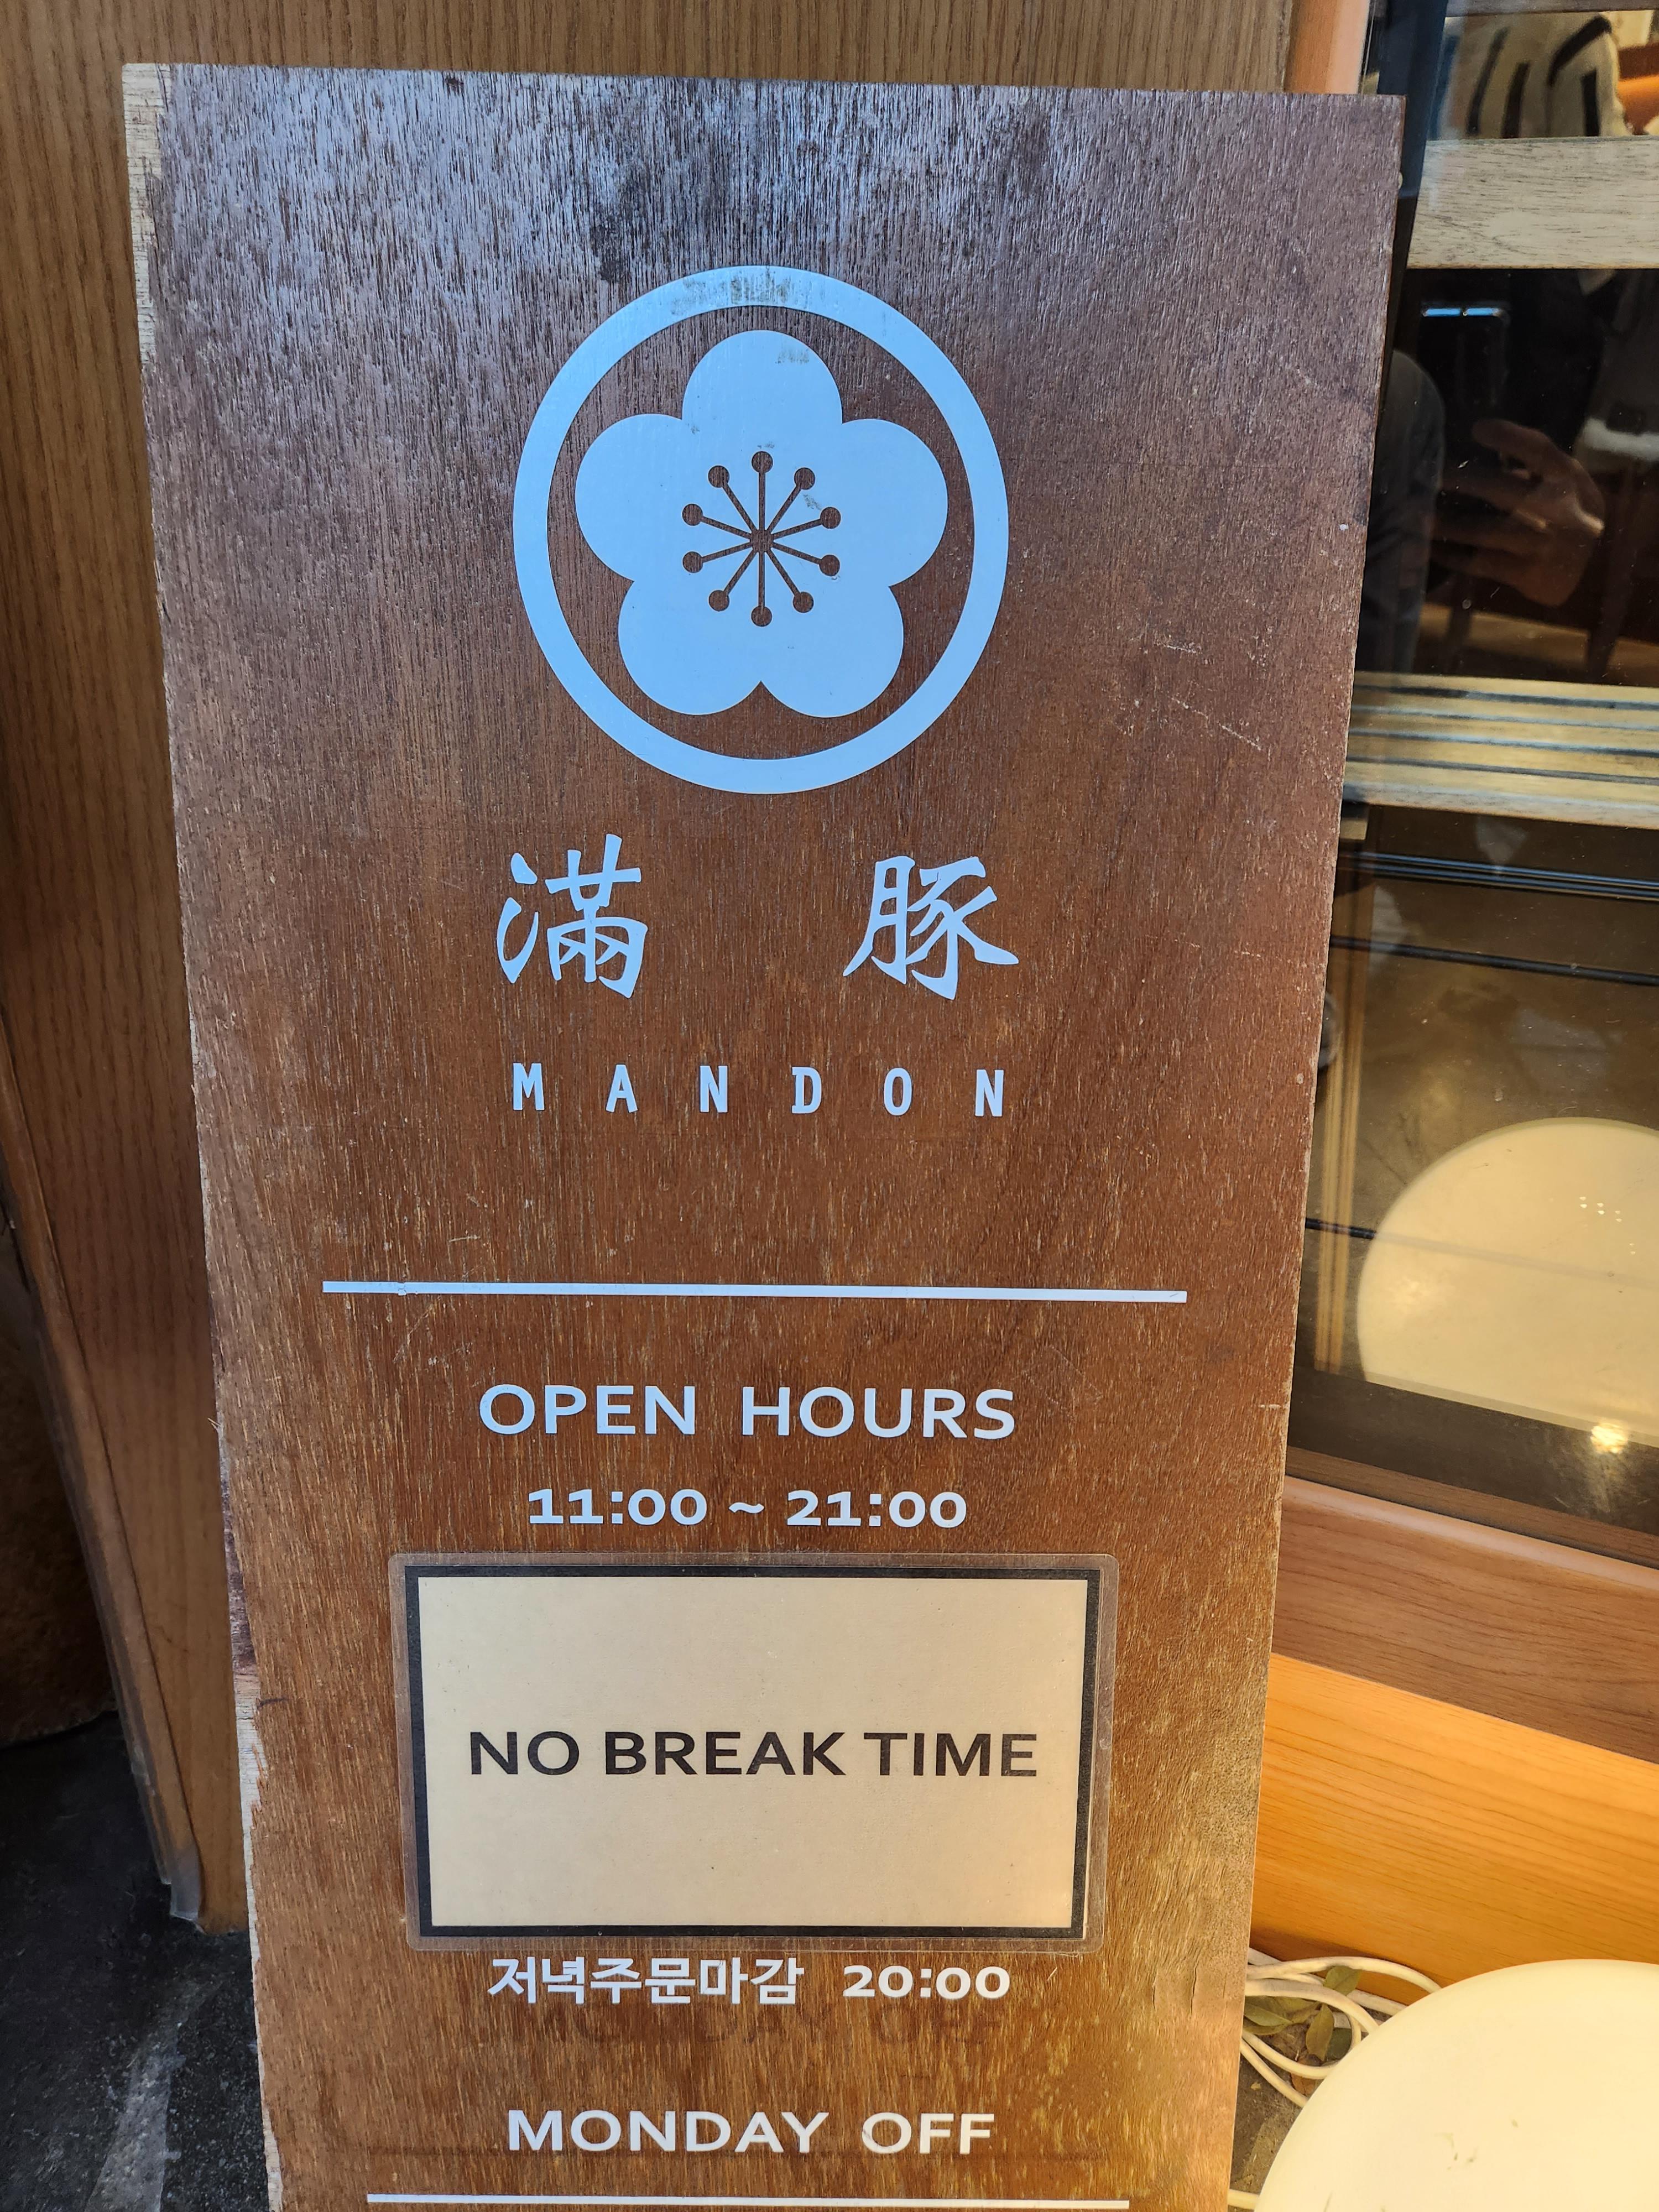 滿 豚
MANDON
OPEN HOURS
11:00 ~ 21:00
NO BREAK TIME
저녁주문마감 20:00
MONDAY OFF